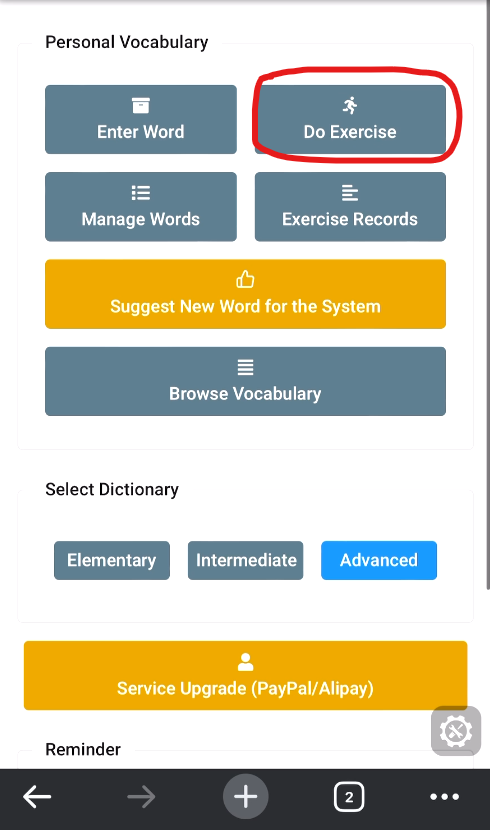 Personal Vocabulary
Enter Word
Do Exercise
Manage Words
Exercise Records
Suggest New Word for the System
Browse Vocabulary
Select Dictionary
Elementary
Intermediate
Advanced
Service Upgrade (PayPal/Alipay)
Reminder
2